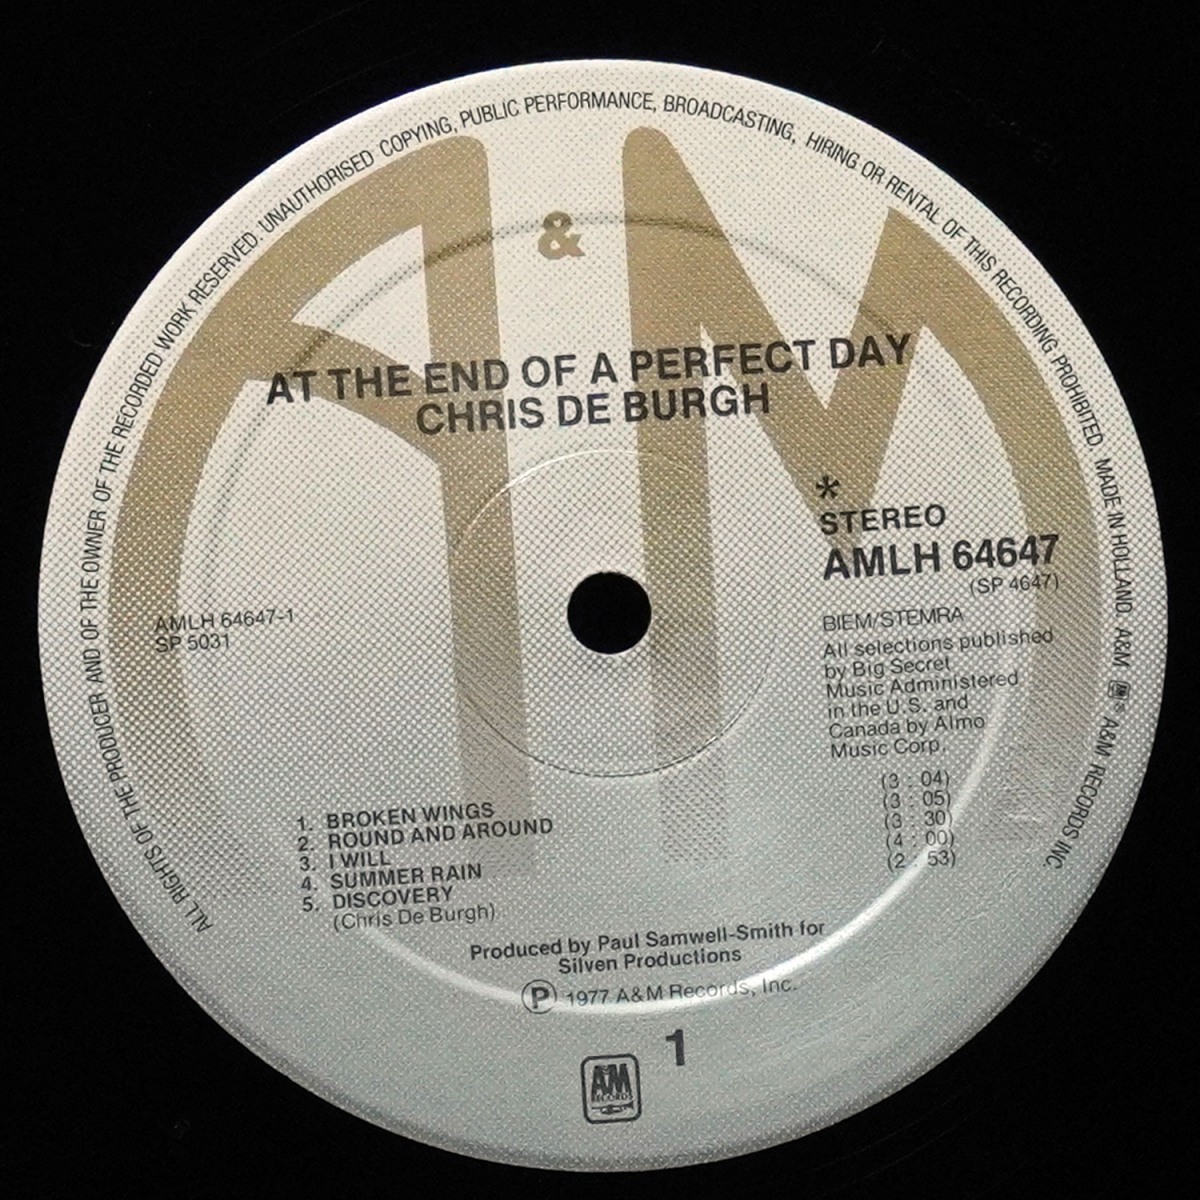 ALL RIGHTS OF THE PRODUCER AND OF THE OWNER OF THE RECORDED WORK RESERVED. UNAUTHORISED COPYING, PUBLIC PERFORMANCE, BROADCASTING, HIRING OR RENTAL OF THIS RECORDING PROHIBITED. MADE IN HOLLAND. A&M ® A&M RECORDS INC.
A&M
AT THE END OF A PERFECT DAY
CHRIS DE BURGH
*
STEREO
AMLH 64647
(SP 4647)
AMLH 64647-1
SP 5031
BIEM/STEMRA
All selections published
by Big Secret
Music Administered
in the U.S. and
Canada by Almo
Music Corp.
1. BROKEN WINGS (3 : 04)
2. ROUND AND AROUND (3 : 05)
3. I WILL (3 : 30)
4. SUMMER RAIN (4 : 00)
5. DISCOVERY (2 : 53)
(Chris De Burgh)
Produced by Paul Samwell-Smith for
Silven Productions
Ⓟ 1977 A&M Records, Inc.
1
A&M
RECORDS